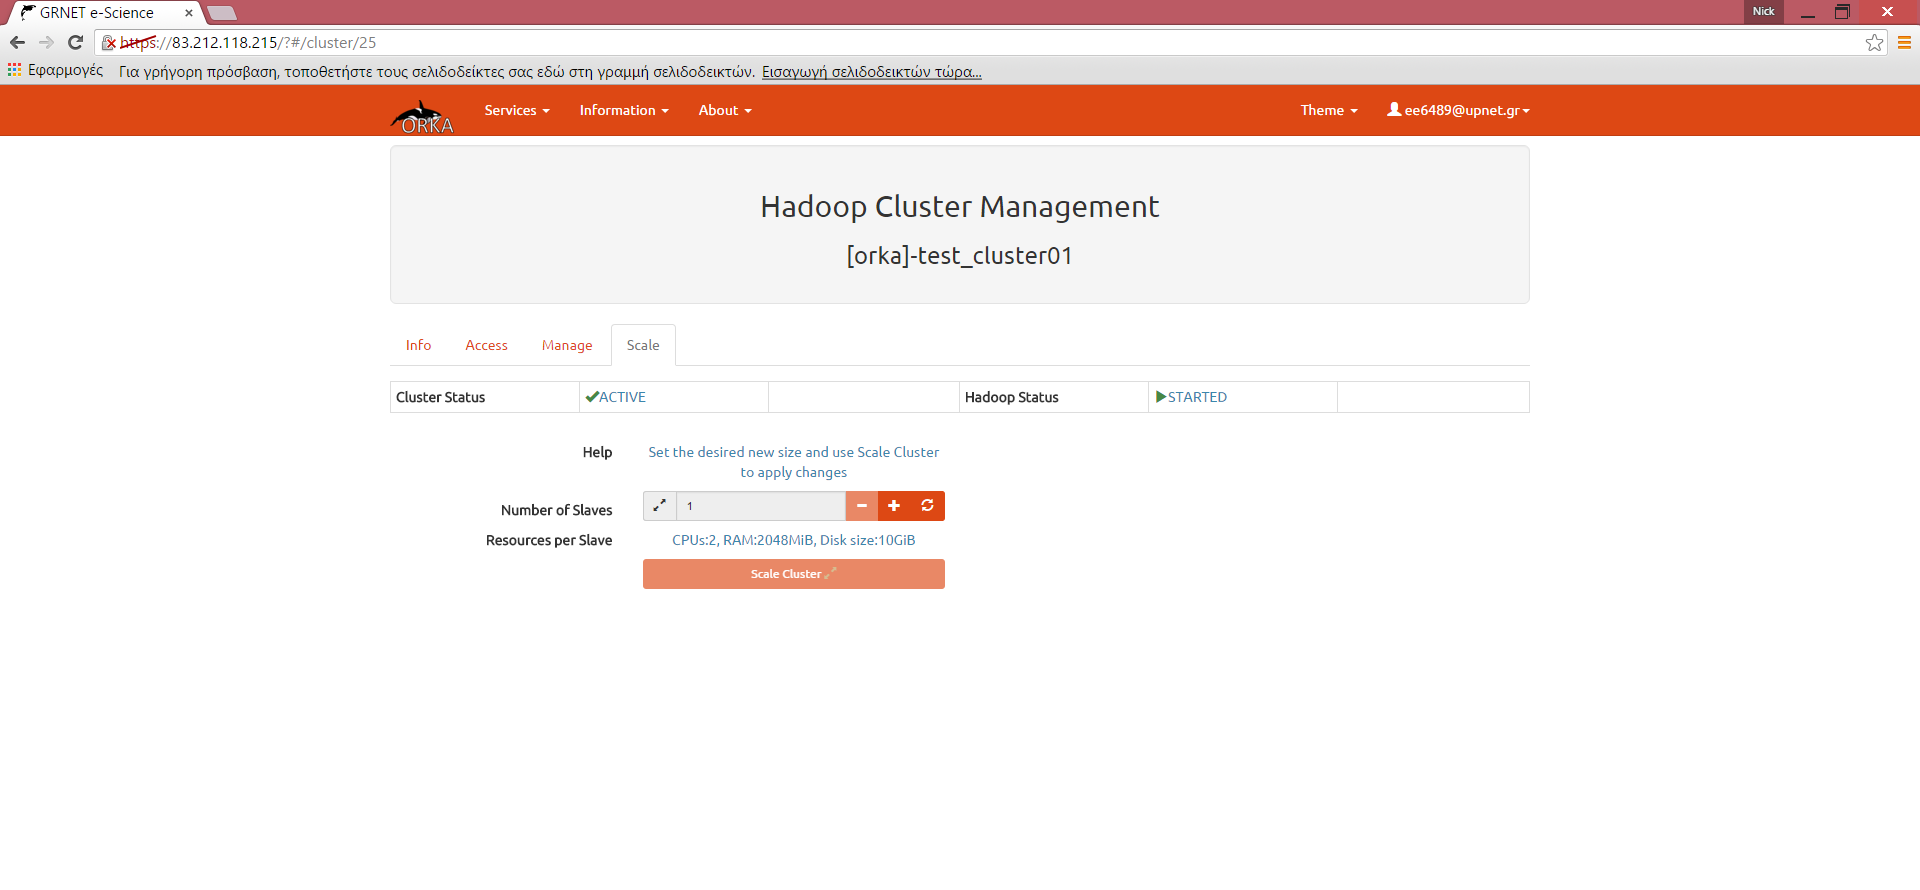 GRNET e-Science
Nick
https://83.212.118.215/?#/cluster/25
Εφαρμογές
Για γρήγορη πρόσβαση, τοποθετήστε τους σελιδοδείκτες σας εδώ στη γραμμή σελιδοδεικτών. Εισαγωγή σελιδοδεικτών τώρα...
ORKA
Services
Information
About
Theme
ee6489@upnet.gr
Hadoop Cluster Management
[orka]-test_cluster01
Info
Access
Manage
Scale
Cluster Status
ACTIVE
Hadoop Status
STARTED
Help
Set the desired new size and use Scale Cluster
to apply changes
Number of Slaves
1
Resources per Slave
CPUs:2, RAM:2048MiB, Disk size:10GiB
Scale Cluster